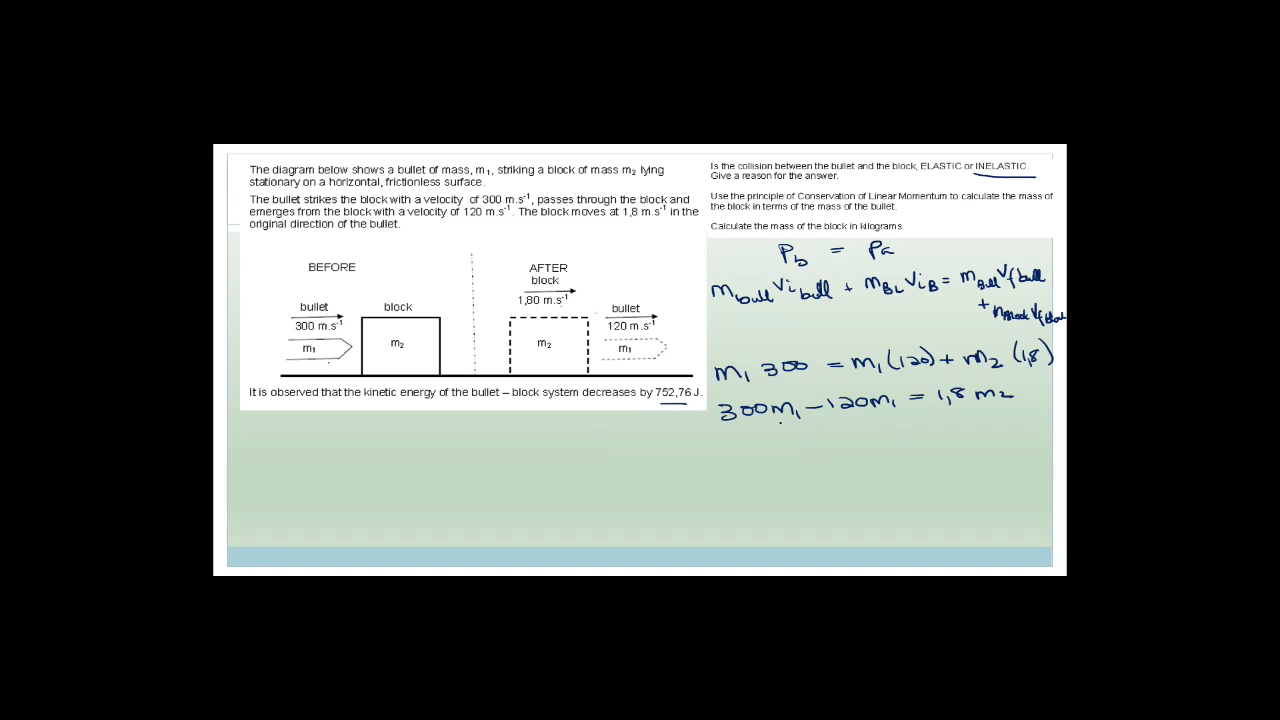 The diagram below shows a bullet of mass, m₁, striking a block of mass m₂ lying
stationary on a horizontal, frictionless surface.
The bullet strikes the block with a velocity of 300 m.s⁻¹, passes through the block and
emerges from the block with a velocity of 120 m.s⁻¹. The block moves at 1,8 m.s⁻¹ in the
original direction of the bullet.
BEFORE
bullet
300 m.s⁻¹
m₁
block
m₂
AFTER
block
1,80 m.s⁻¹
m₂
bullet
120 m.s⁻¹
m₁
It is observed that the kinetic energy of the bullet – block system decreases by 752,76 J.
Is the collision between the bullet and the block, ELASTIC or INELASTIC.
Give a reason for the answer.
Use the principle of Conservation of Linear Momentum to calculate the mass of
the block in terms of the mass of the bullet.
Calculate the mass of the block in kilograms.
Pb = Pa
mbull vi bull + mBL viB = mBull vf bull
+ mBlock vf block
m₁ 300 = m₁(120) + m₂ (1,8)
300m₁ – 120m₁ = 1,8 m₂